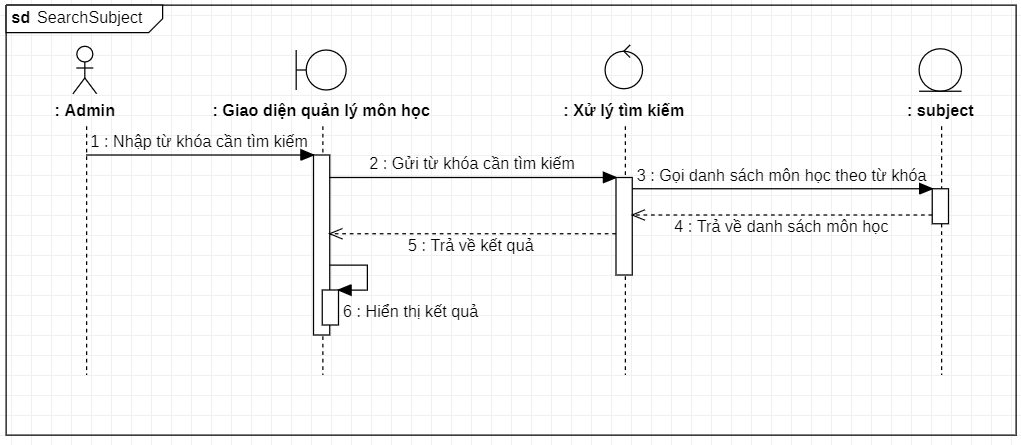 sd SearchSubject
: Admin
: Giao diện quản lý môn học
: Xử lý tìm kiếm
: subject
1 : Nhập từ khóa cần tìm kiếm
2 : Gửi từ khóa cần tìm kiếm
3 : Gọi danh sách môn học theo từ khóa
4 : Trả về danh sách môn học
5 : Trả về kết quả
6 : Hiển thị kết quả